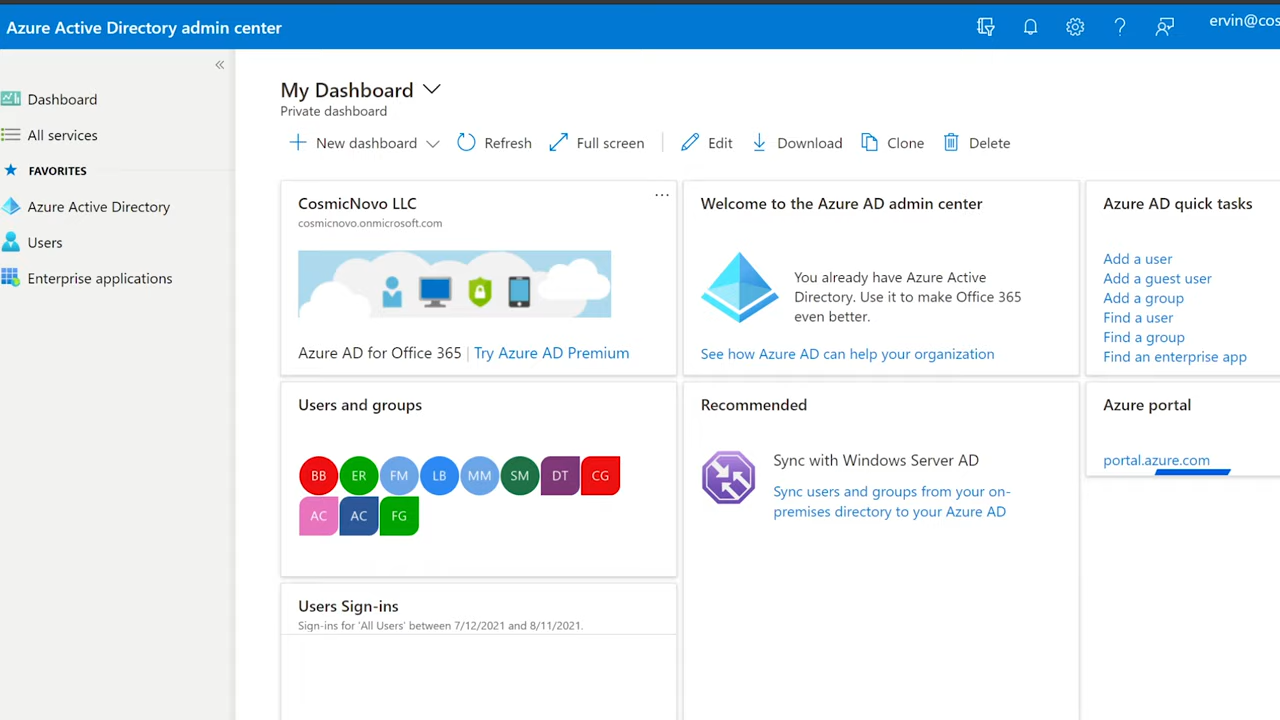 Azure Active Directory admin center
ervin@cos
Dashboard
All services
FAVORITES
Azure Active Directory
Users
Enterprise applications
My Dashboard
Private dashboard
New dashboard
Refresh
Full screen
Edit
Download
Clone
Delete
CosmicNovo LLC
cosmicnovo.onmicrosoft.com
Azure AD for Office 365 | Try Azure AD Premium
Welcome to the Azure AD admin center
You already have Azure Active
Directory. Use it to make Office 365
even better.
See how Azure AD can help your organization
Azure AD quick tasks
Add a user
Add a guest user
Add a group
Find a user
Find a group
Find an enterprise app
Users and groups
BB ER FM LB MM SM DT CG
AC AC FG
Recommended
Sync with Windows Server AD
Sync users and groups from your on-
premises directory to your Azure AD
Azure portal
portal.azure.com
Users Sign-ins
Sign-ins for 'All Users' between 7/12/2021 and 8/11/2021.